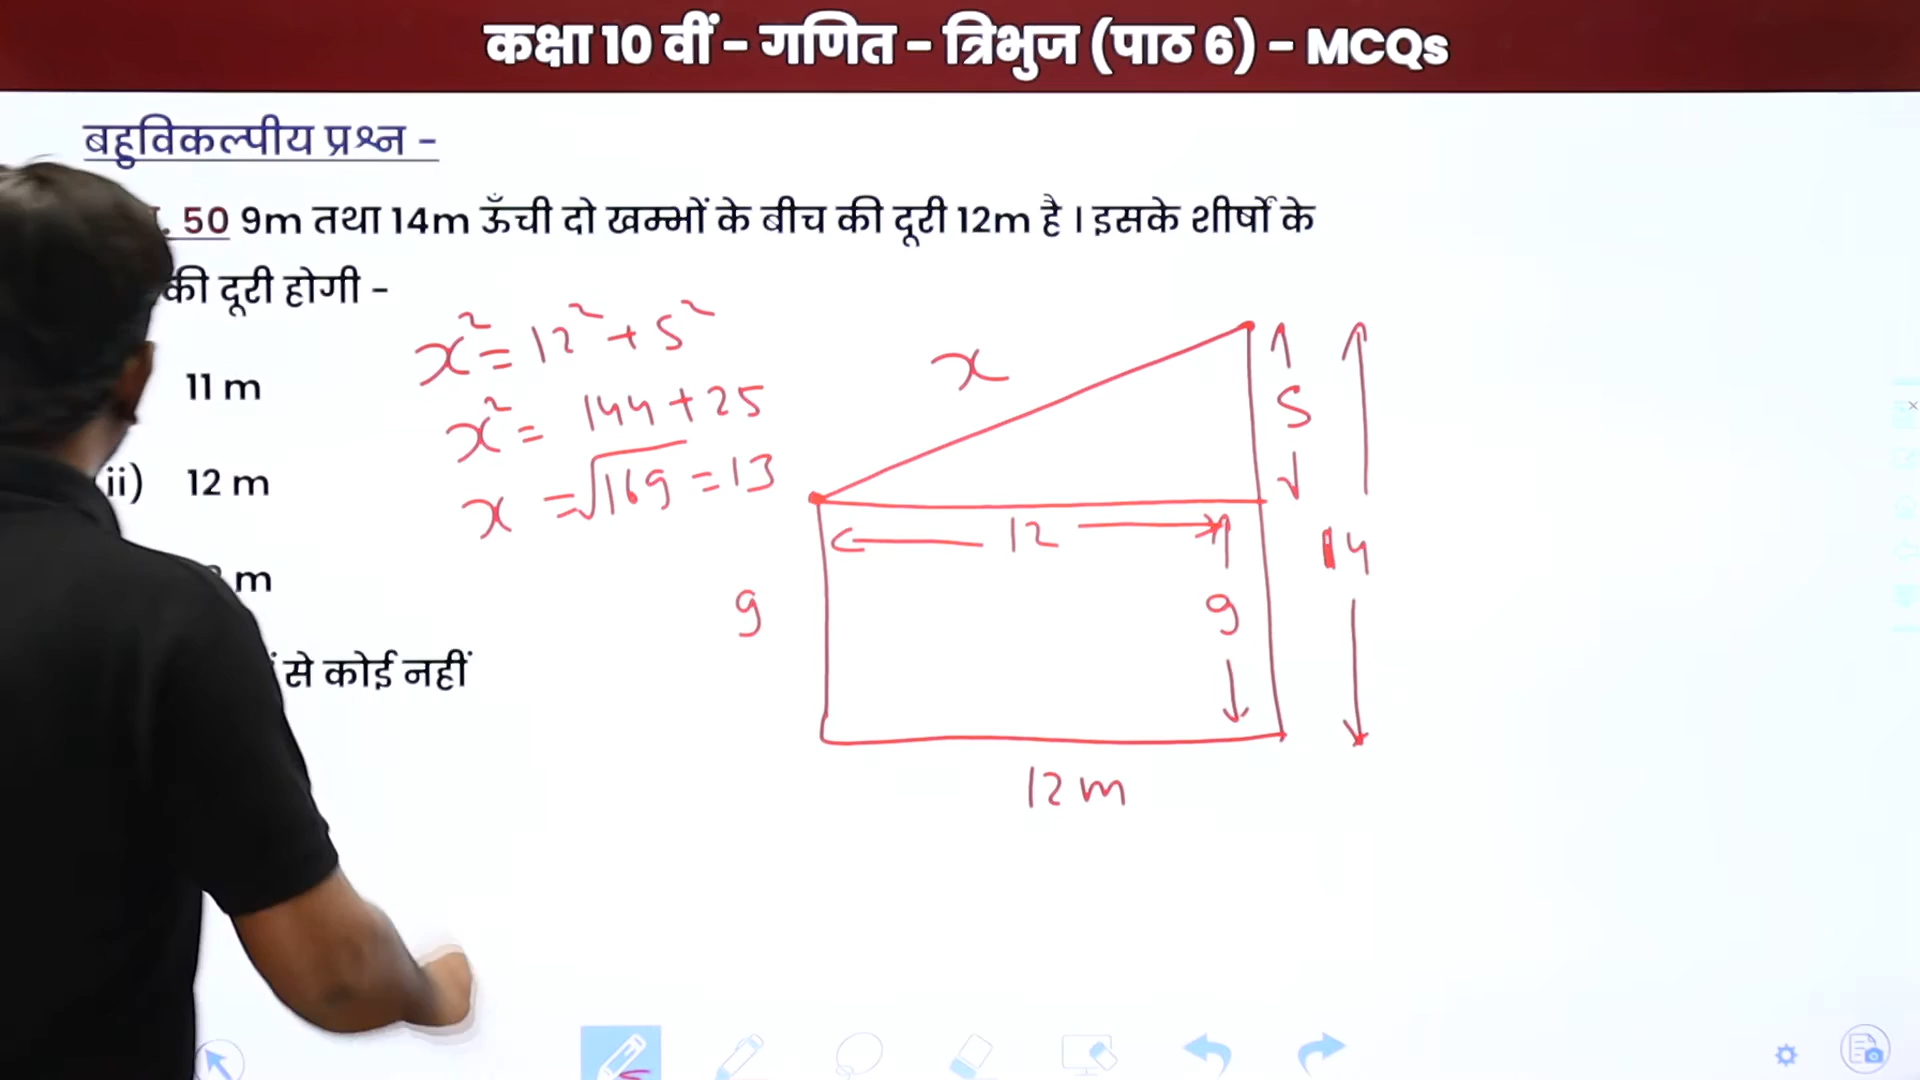 कक्षा 10 वीं - गणित - त्रिभुज (पाठ 6) - MCQs
बहुविकल्पीय प्रश्न -
. 50 9m तथा 14m ऊँची दो खम्भों के बीच की दूरी 12m है । इसके शीर्षों के
की दूरी होगी -
x² = 12² + 5²
x² = 144 + 25
x = √169 = 13
11 m
ii) 12 m
m
से कोई नहीं
x
5
14
12
9
9
12 m